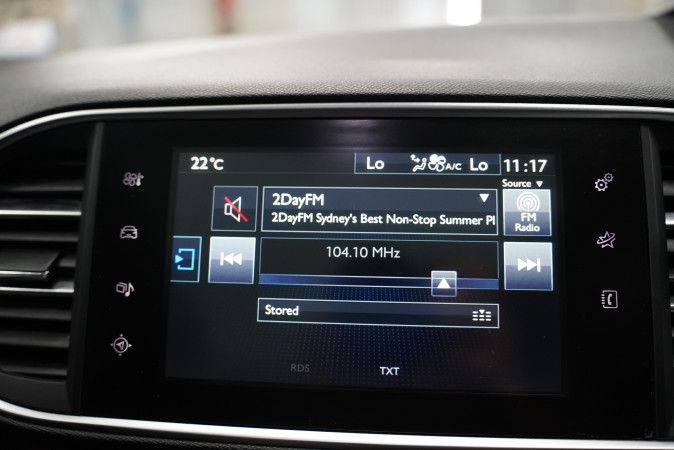 22°C
Lo
A/C
Lo
11:17
Source
2DayFM
2DayFM Sydney's Best Non-Stop Summer Pl
FM
Radio
104.10 MHz
Stored
RDS
TXT